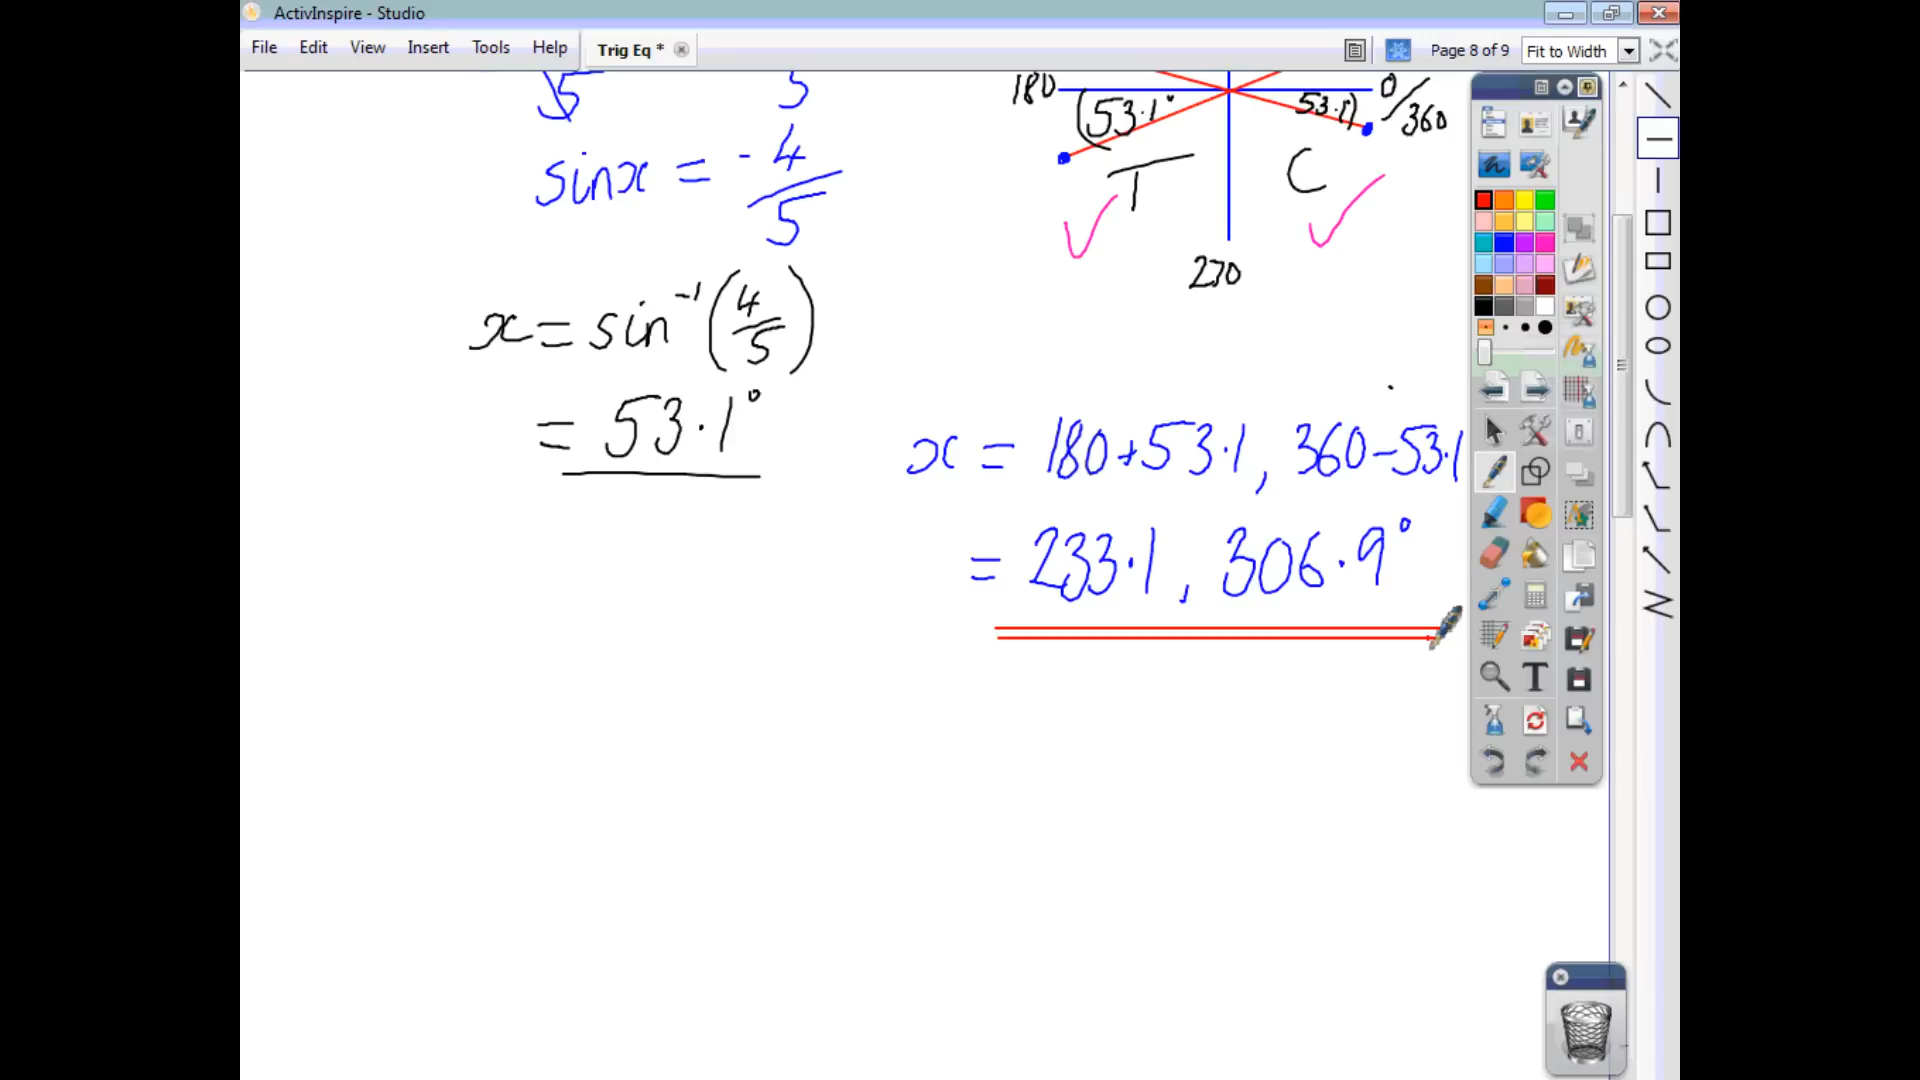 ActivInspire - Studio
File Edit View Insert Tools Help Trig Eq * Page 8 of 9 Fit to Width
5 5
sinx = -4/5
x = sin⁻¹(4/5)
= 53.1°
180 53.1° 53.1 0/360
T C
270
x = 180+53.1, 360-53.1
= 233.1, 306.9°
T